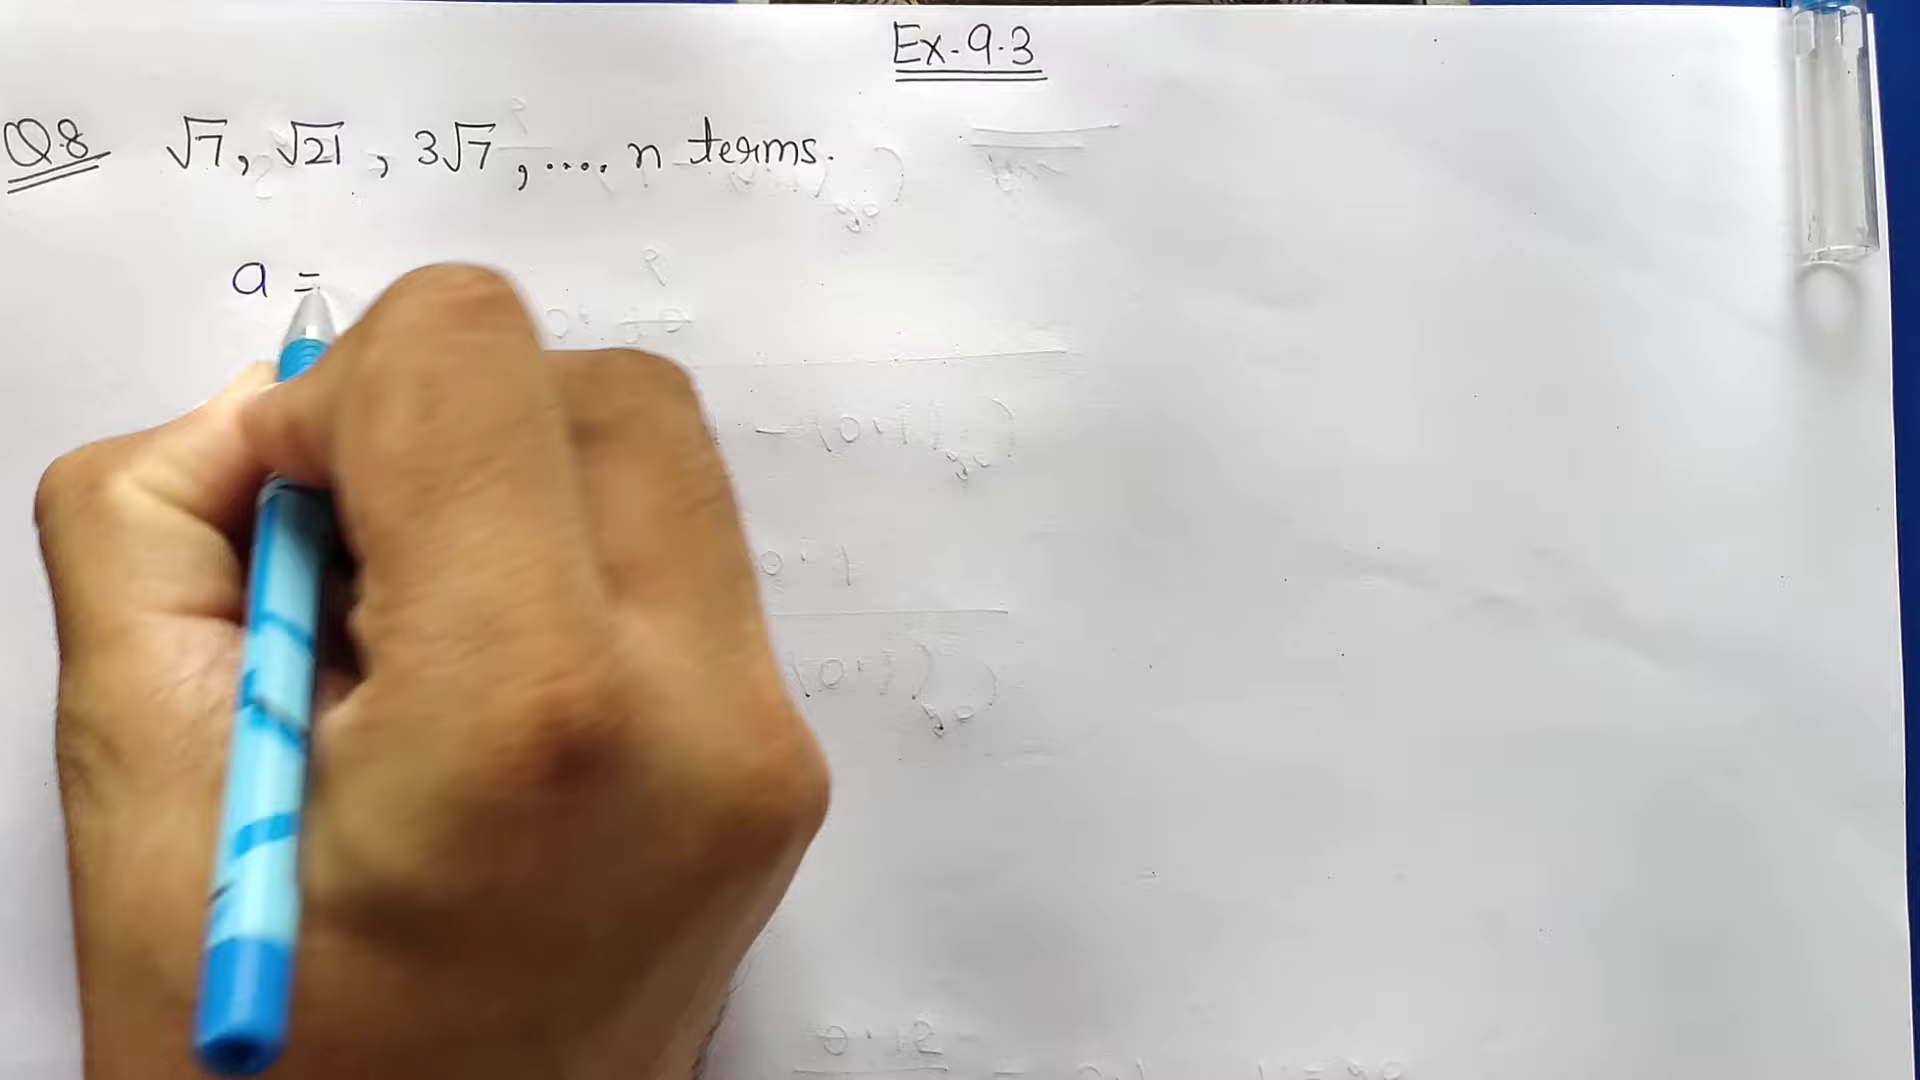 Ex. 9.3
Q.8 √7, √21, 3√7, .... n terms.
a =